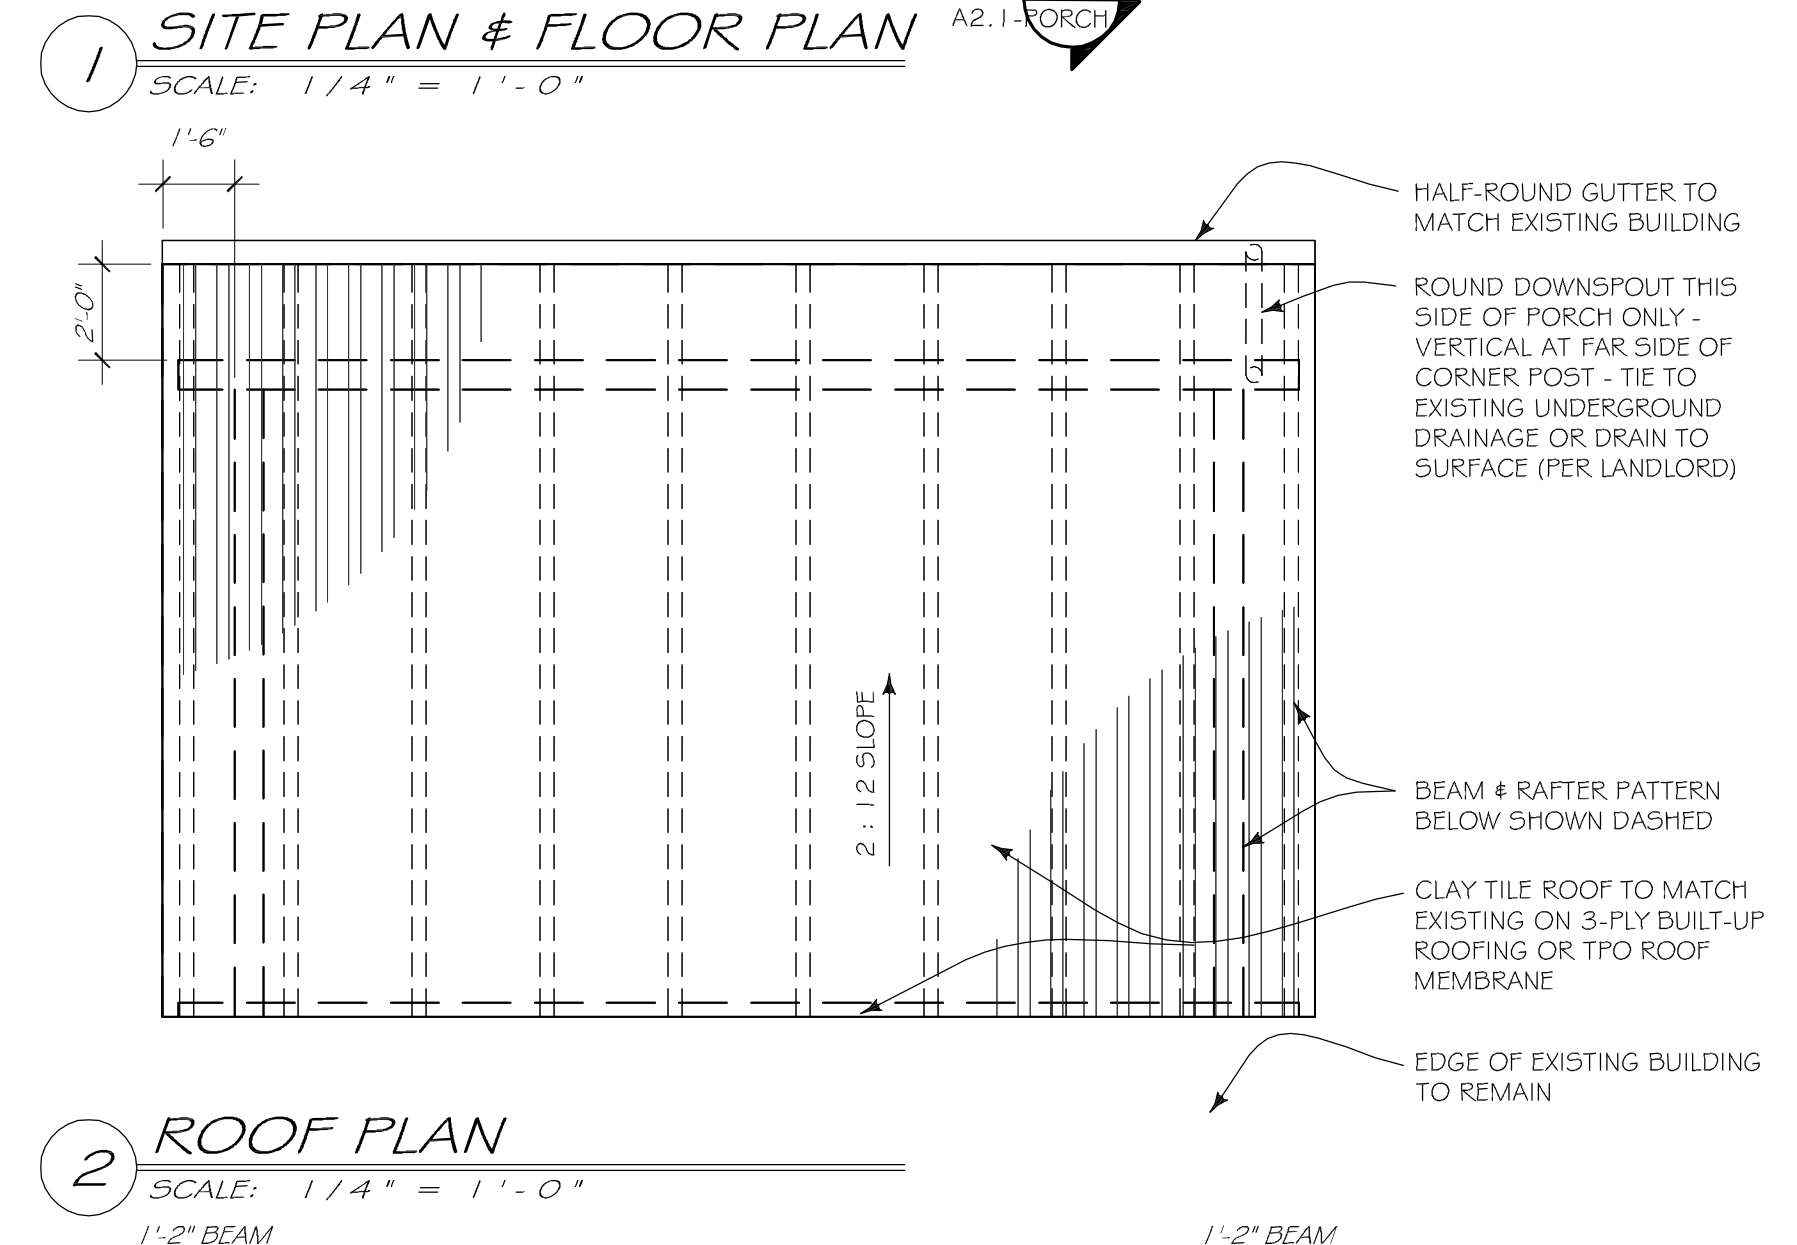 1
SITE PLAN & FLOOR PLAN
SCALE: 1/4" = 1'-0"
A2.1-PORCH
1'-6"
2'-0"
HALF-ROUND GUTTER TO
MATCH EXISTING BUILDING
ROUND DOWNSPOUT THIS
SIDE OF PORCH ONLY -
VERTICAL AT FAR SIDE OF
CORNER POST - TIE TO
EXISTING UNDERGROUND
DRAINAGE OR DRAIN TO
SURFACE (PER LANDLORD)
2:12 SLOPE
BEAM & RAFTER PATTERN
BELOW SHOWN DASHED
CLAY TILE ROOF TO MATCH
EXISTING ON 3-PLY BUILT-UP
ROOFING OR TPO ROOF
MEMBRANE
EDGE OF EXISTING BUILDING
TO REMAIN
2
ROOF PLAN
SCALE: 1/4" = 1'-0"
1'-2" BEAM
1'-2" BEAM